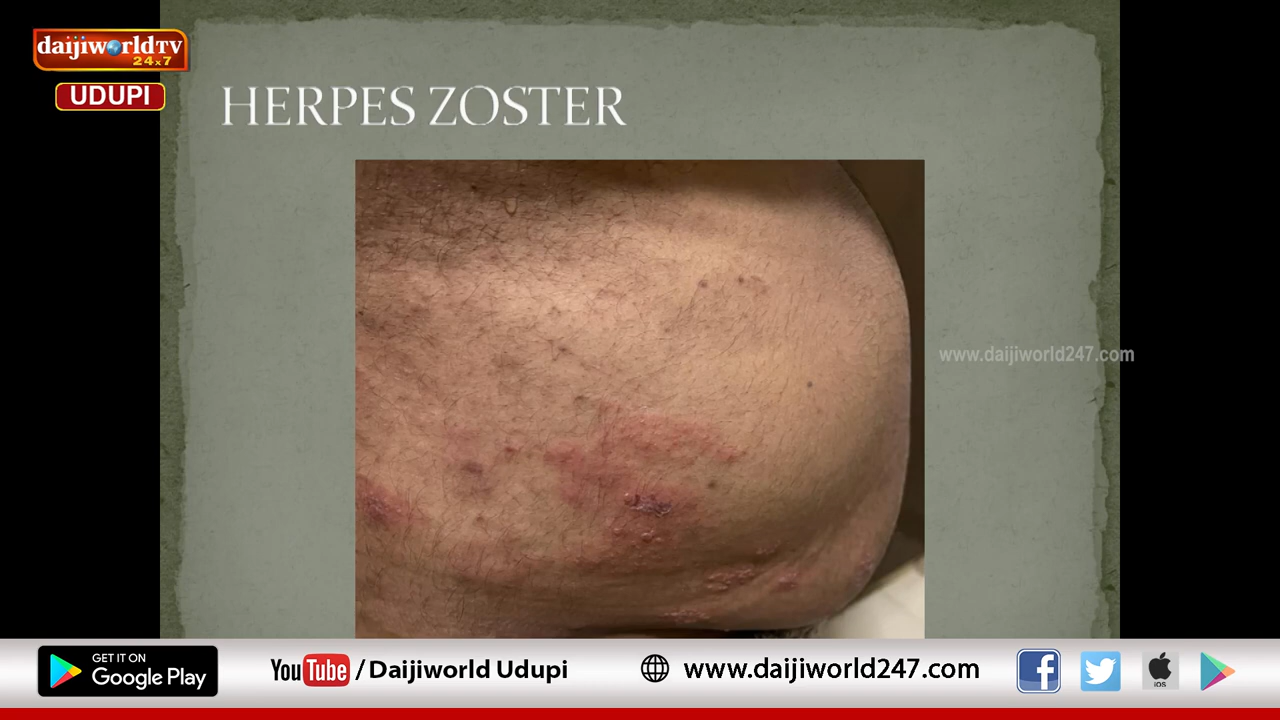 daijiworldTV
24x7
UDUPI
HERPES ZOSTER
www.daijiworld247.com
GET IT ON
Google Play
YouTube / Daijiworld Udupi
www.daijiworld247.com
iOS